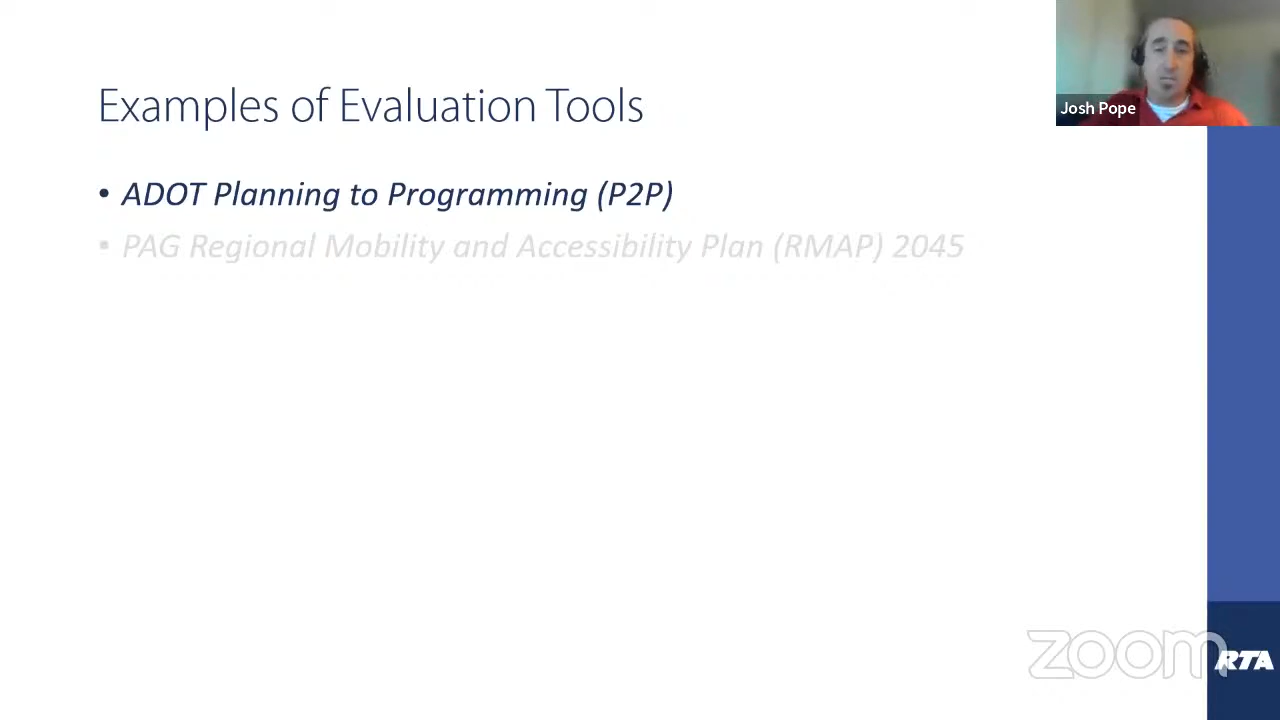 Josh Pope
Examples of Evaluation Tools
• ADOT Planning to Programming (P2P)
• PAG Regional Mobility and Accessibility Plan (RMAP) 2045
zoom
RTA